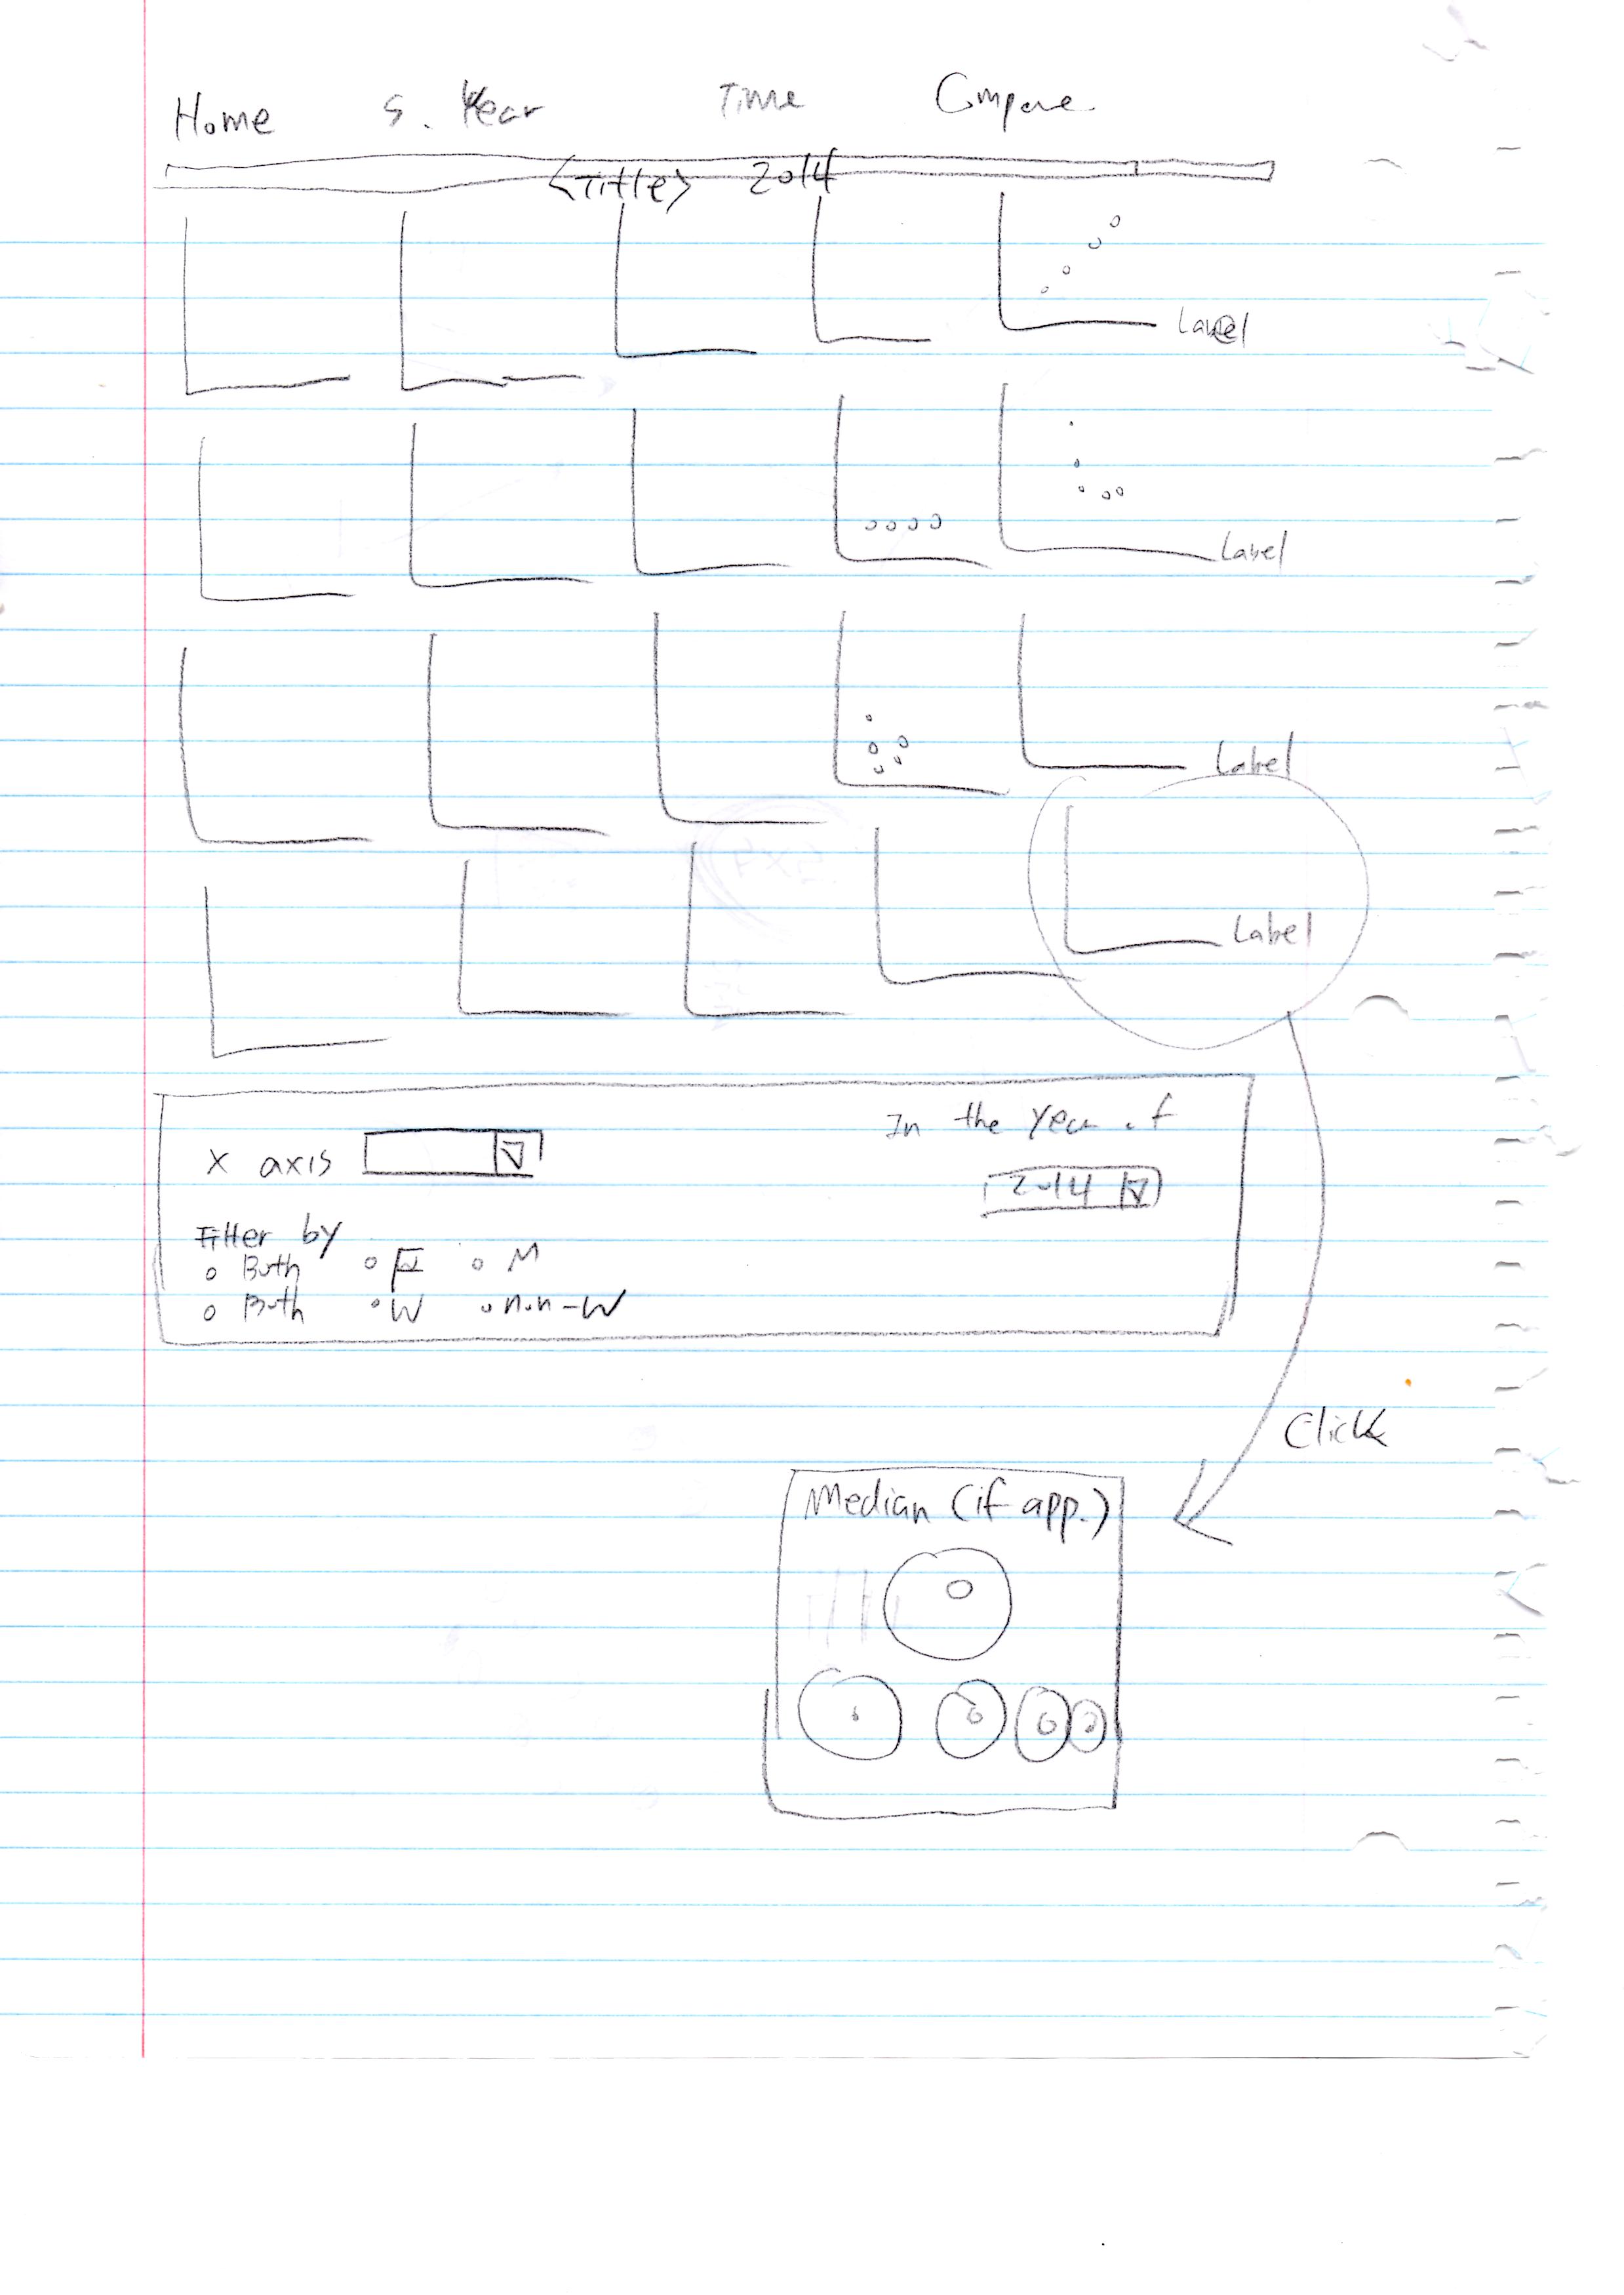 Home S. Year Time Compare
<Title> 2014
Label
Label
Label
Label
In the year of
X axis
2014
Filter by
Both F M
Both W non-W
Click
Median (if app.)